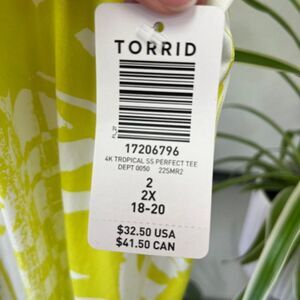 TORRID
17206796
4K TROPICAL SS PERFECT TEE
DEPT 0050 22SMR2
2
2X
18-20
$32.50 USA
$41.50 CAN